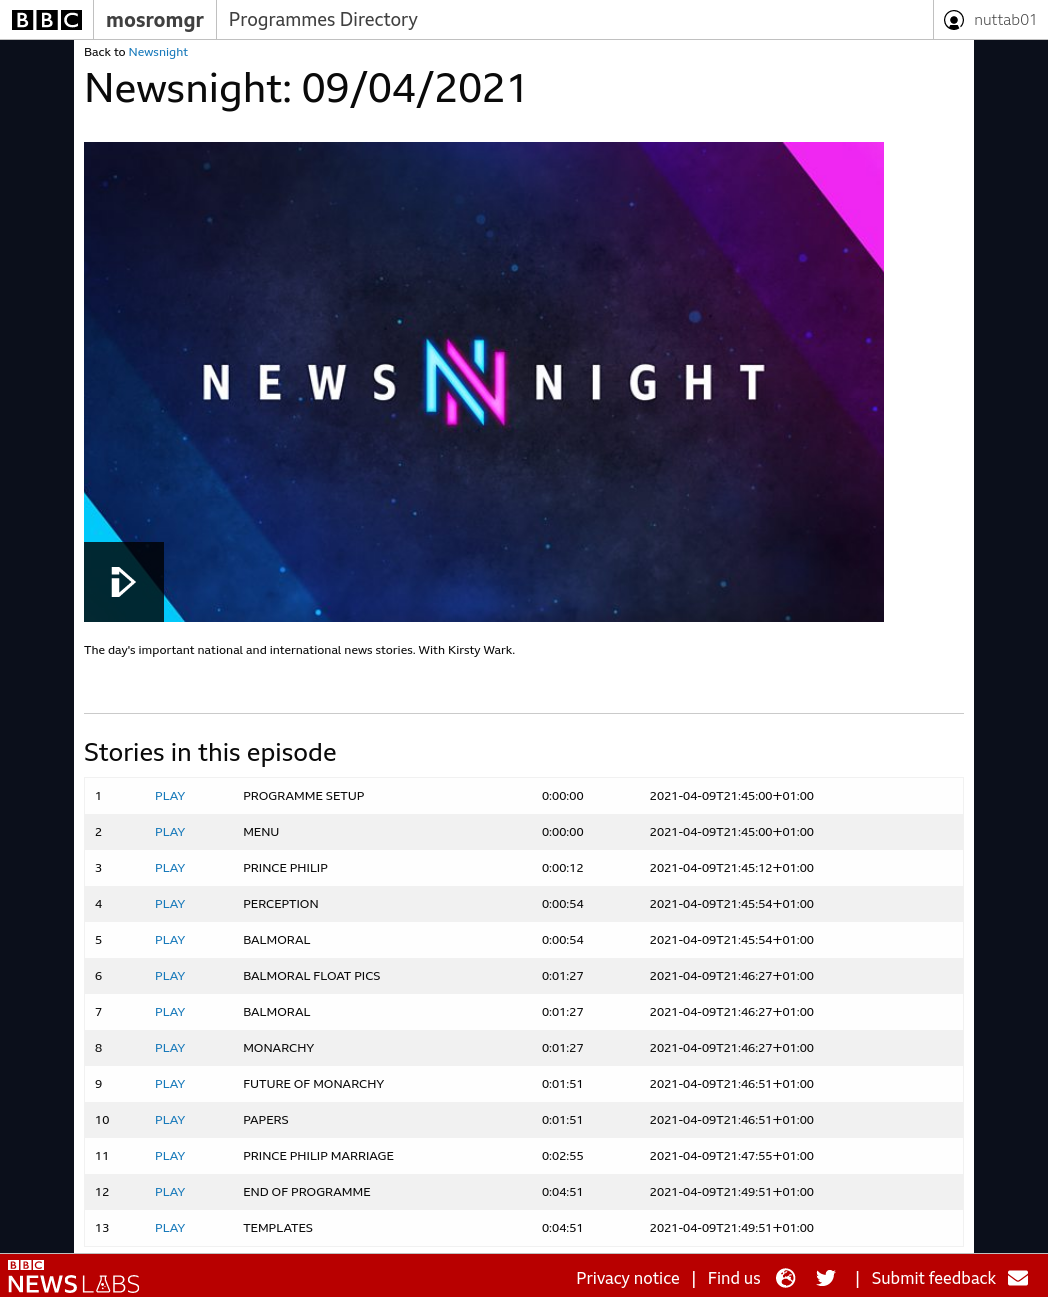 BBC mosromgr Programmes Directory nuttab01
Back to Newsnight
Newsnight: 09/04/2021
NEWS N NIGHT
The day's important national and international news stories. With Kirsty Wark.
Stories in this episode
1 PLAY PROGRAMME SETUP 0:00:00 2021-04-09T21:45:00+01:00
2 PLAY MENU 0:00:00 2021-04-09T21:45:00+01:00
3 PLAY PRINCE PHILIP 0:00:12 2021-04-09T21:45:12+01:00
4 PLAY PERCEPTION 0:00:54 2021-04-09T21:45:54+01:00
5 PLAY BALMORAL 0:00:54 2021-04-09T21:45:54+01:00
6 PLAY BALMORAL FLOAT PICS 0:01:27 2021-04-09T21:46:27+01:00
7 PLAY BALMORAL 0:01:27 2021-04-09T21:46:27+01:00
8 PLAY MONARCHY 0:01:27 2021-04-09T21:46:27+01:00
9 PLAY FUTURE OF MONARCHY 0:01:51 2021-04-09T21:46:51+01:00
10 PLAY PAPERS 0:01:51 2021-04-09T21:46:51+01:00
11 PLAY PRINCE PHILIP MARRIAGE 0:02:55 2021-04-09T21:47:55+01:00
12 PLAY END OF PROGRAMME 0:04:51 2021-04-09T21:49:51+01:00
13 PLAY TEMPLATES 0:04:51 2021-04-09T21:49:51+01:00
BBC
NEWS LABS Privacy notice | Find us | Submit feedback